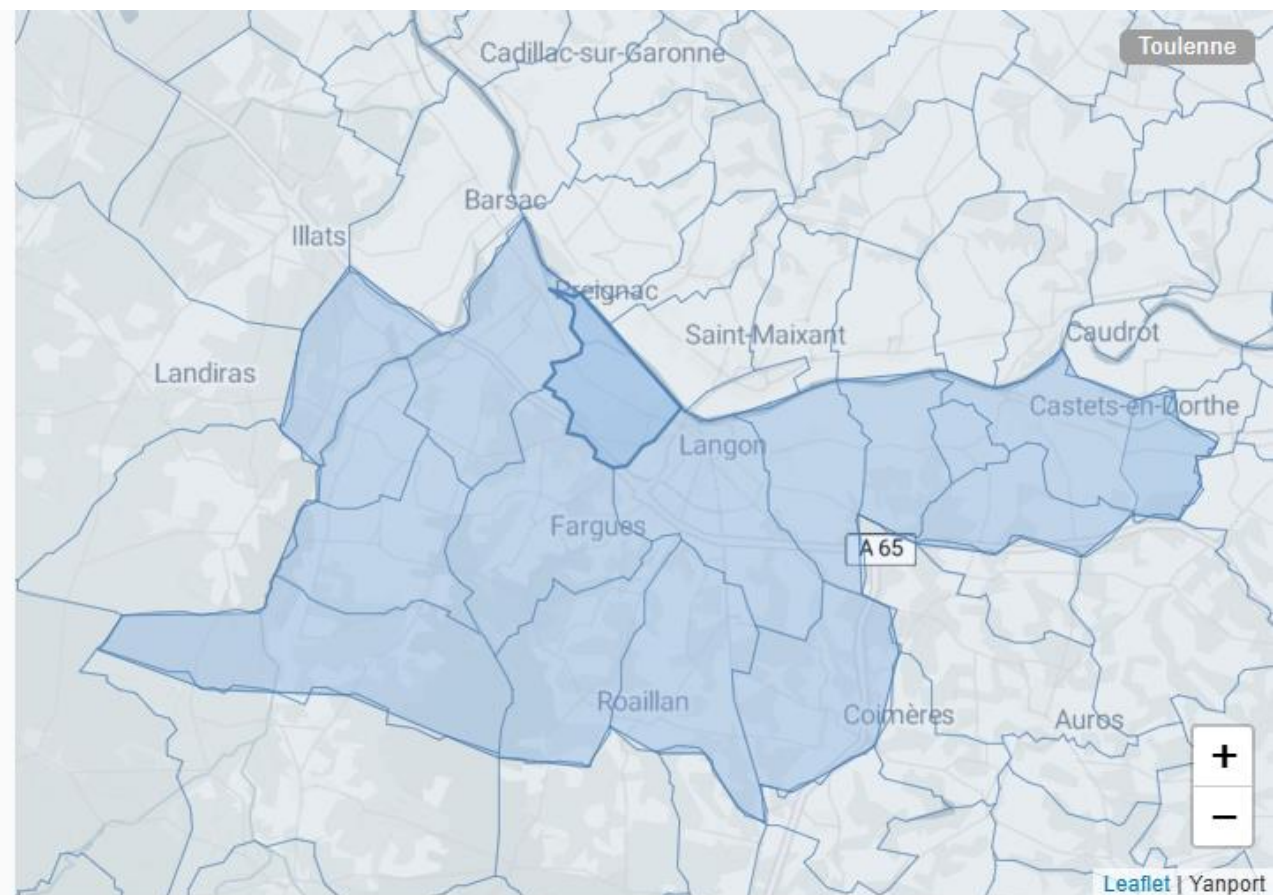 Cadillac-sur-Garonne
Toulenne
Barsac
Illats
Preignac
Saint-Maixant
Caudrot
Landiras
Castets-en-Dorthe
Langon
Fargues
A 65
Roaillan
Coimères
Auros
+
−
Leaflet | Yanport